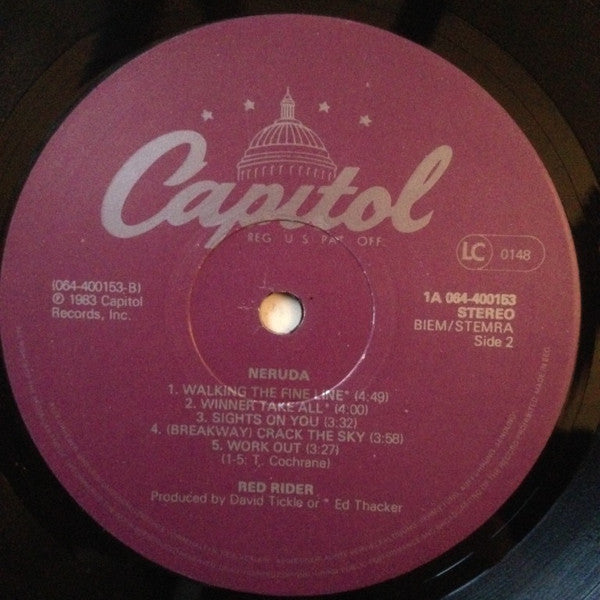 Capitol
REG. U.S. PAT. OFF.
LC 0148
(064-400153-B)
℗ 1983 Capitol
Records, Inc.
1A 064-400153
STEREO
BIEM/STEMRA
Side 2
NERUDA
1. WALKING THE FINE LINE* (4:49)
2. WINNER TAKE ALL* (4:00)
3. SIGHTS ON YOU (3:32)
4. (BREAKWAY) CRACK THE SKY (3:58)
5. WORK OUT (3:27)
(1-5: T. Cochrane)
RED RIDER
Produced by David Tickle or * Ed Thacker